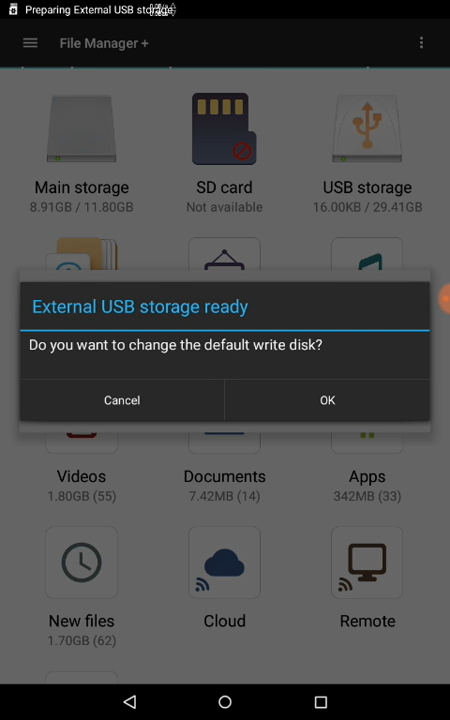 Preparing External USB storage
File Manager +
Main storage
8.91GB / 11.80GB
SD card
Not available
USB storage
16.00KB / 29.41GB
External USB storage ready
Do you want to change the default write disk?
Cancel
OK
Videos
1.80GB (55)
Documents
7.42MB (14)
Apps
342MB (33)
New files
1.70GB (62)
Cloud
Remote